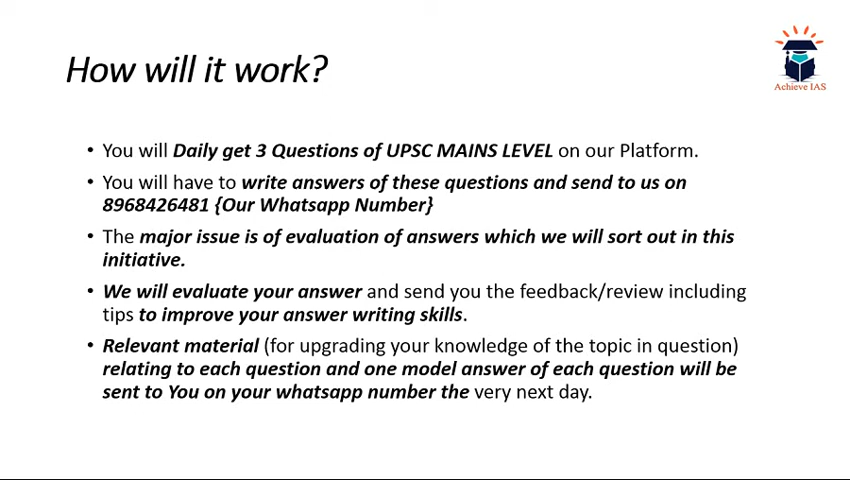 How will it work?
Achieve IAS
• You will Daily get 3 Questions of UPSC MAINS LEVEL on our Platform.
• You will have to write answers of these questions and send to us on
8968426481 {Our Whatsapp Number}
• The major issue is of evaluation of answers which we will sort out in this
initiative.
• We will evaluate your answer and send you the feedback/review including
tips to improve your answer writing skills.
• Relevant material (for upgrading your knowledge of the topic in question)
relating to each question and one model answer of each question will be
sent to You on your whatsapp number the very next day.